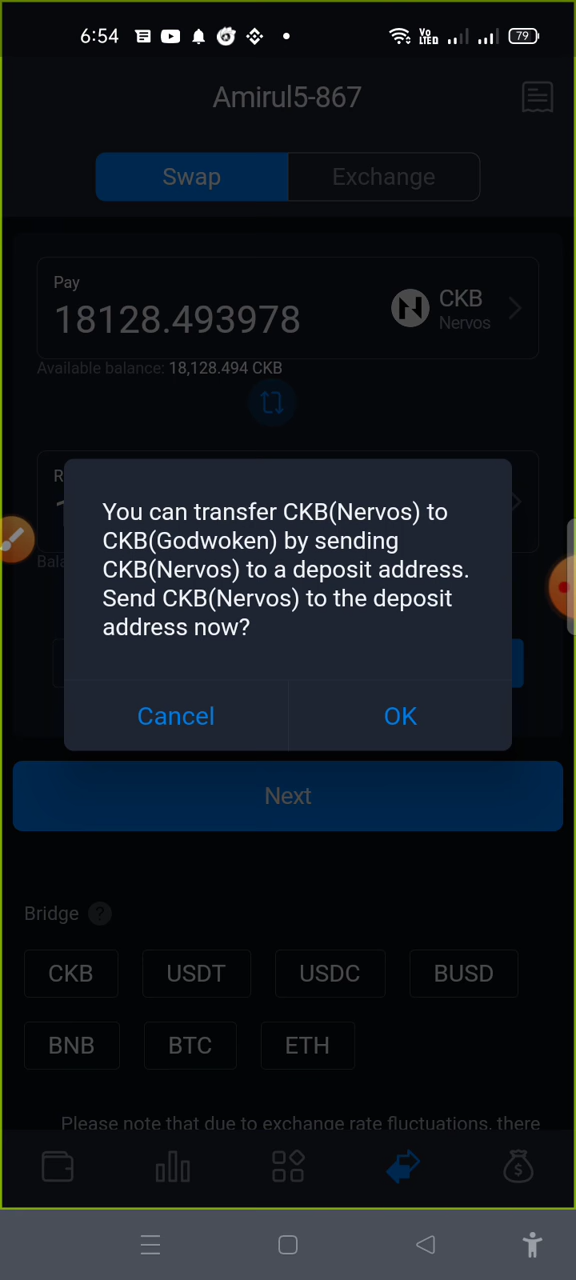 6:54
Vo
LTED
79
Amirul5-867
Swap
Exchange
Pay
18128.493978
CKB
Nervos
Available balance: 18,128.494 CKB
You can transfer CKB(Nervos) to
CKB(Godwoken) by sending
CKB(Nervos) to a deposit address.
Send CKB(Nervos) to the deposit
address now?
Cancel
OK
Next
Bridge ?
CKB
USDT
USDC
BUSD
BNB
BTC
ETH
Please note that due to exchange rate fluctuations, there